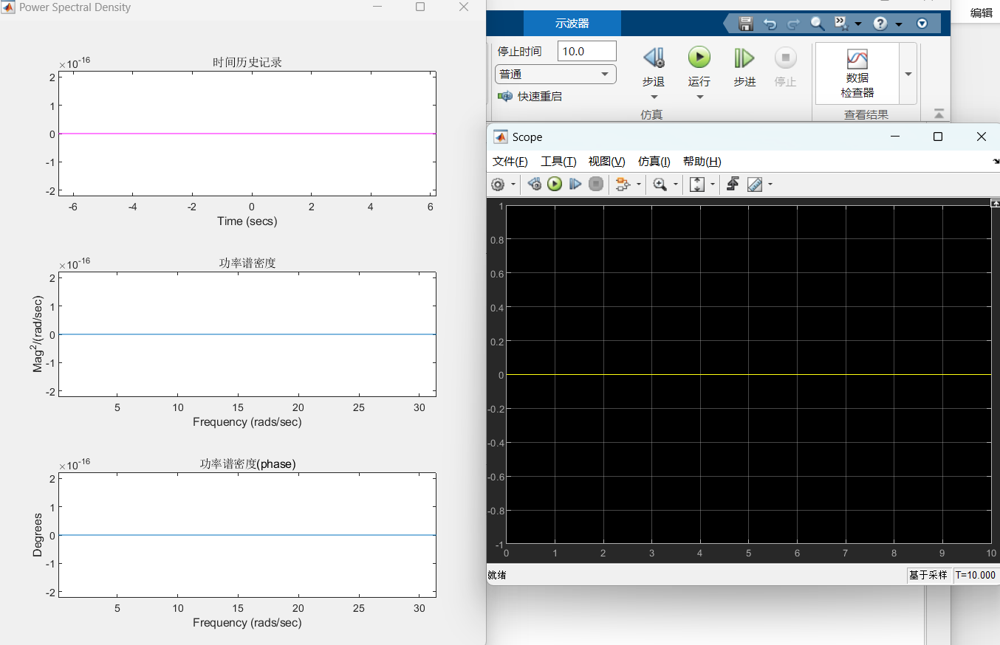 Power Spectral Density
×10-16
时间历史记录
2
1
0
-1
-2
-6
-4
-2
0
2
4
6
Time (secs)
×10-16
功率谱密度
Mag2/(rad/sec)
2
1
0
-1
-2
5
10
15
20
25
30
Frequency (rads/sec)
×10-16
功率谱密度(phase)
Degrees
2
1
0
-1
-2
5
10
15
20
25
30
Frequency (rads/sec)
示波器
编辑
停止时间
10.0
普通
快速重启
步退
运行
步进
停止
仿真
数据
检查器
查看结果
Scope
文件(F) 工具(T) 视图(V) 仿真(I) 帮助(H)
1
0.8
0.6
0.4
0.2
0
-0.2
-0.4
-0.6
-0.8
-1
0
1
2
3
4
5
6
7
8
9
10
就绪
基于采样
T=10.000